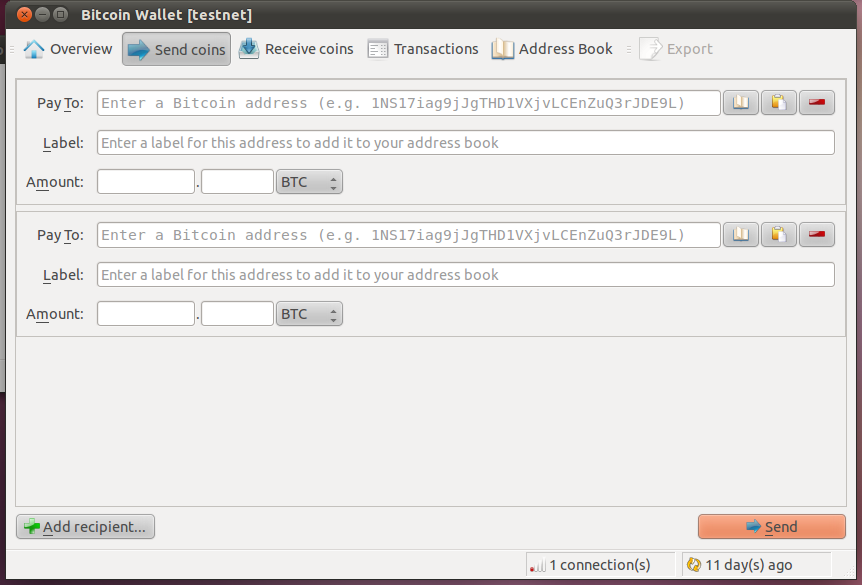 Bitcoin Wallet [testnet]
Overview Send coins Receive coins Transactions Address Book Export
Pay To: Enter a Bitcoin address (e.g. 1NS17iag9jJgTHD1VXjvLCEnZuQ3rJDE9L)
Label: Enter a label for this address to add it to your address book
Amount: . BTC
Pay To: Enter a Bitcoin address (e.g. 1NS17iag9jJgTHD1VXjvLCEnZuQ3rJDE9L)
Label: Enter a label for this address to add it to your address book
Amount: . BTC
Add recipient... Send
1 connection(s) 11 day(s) ago